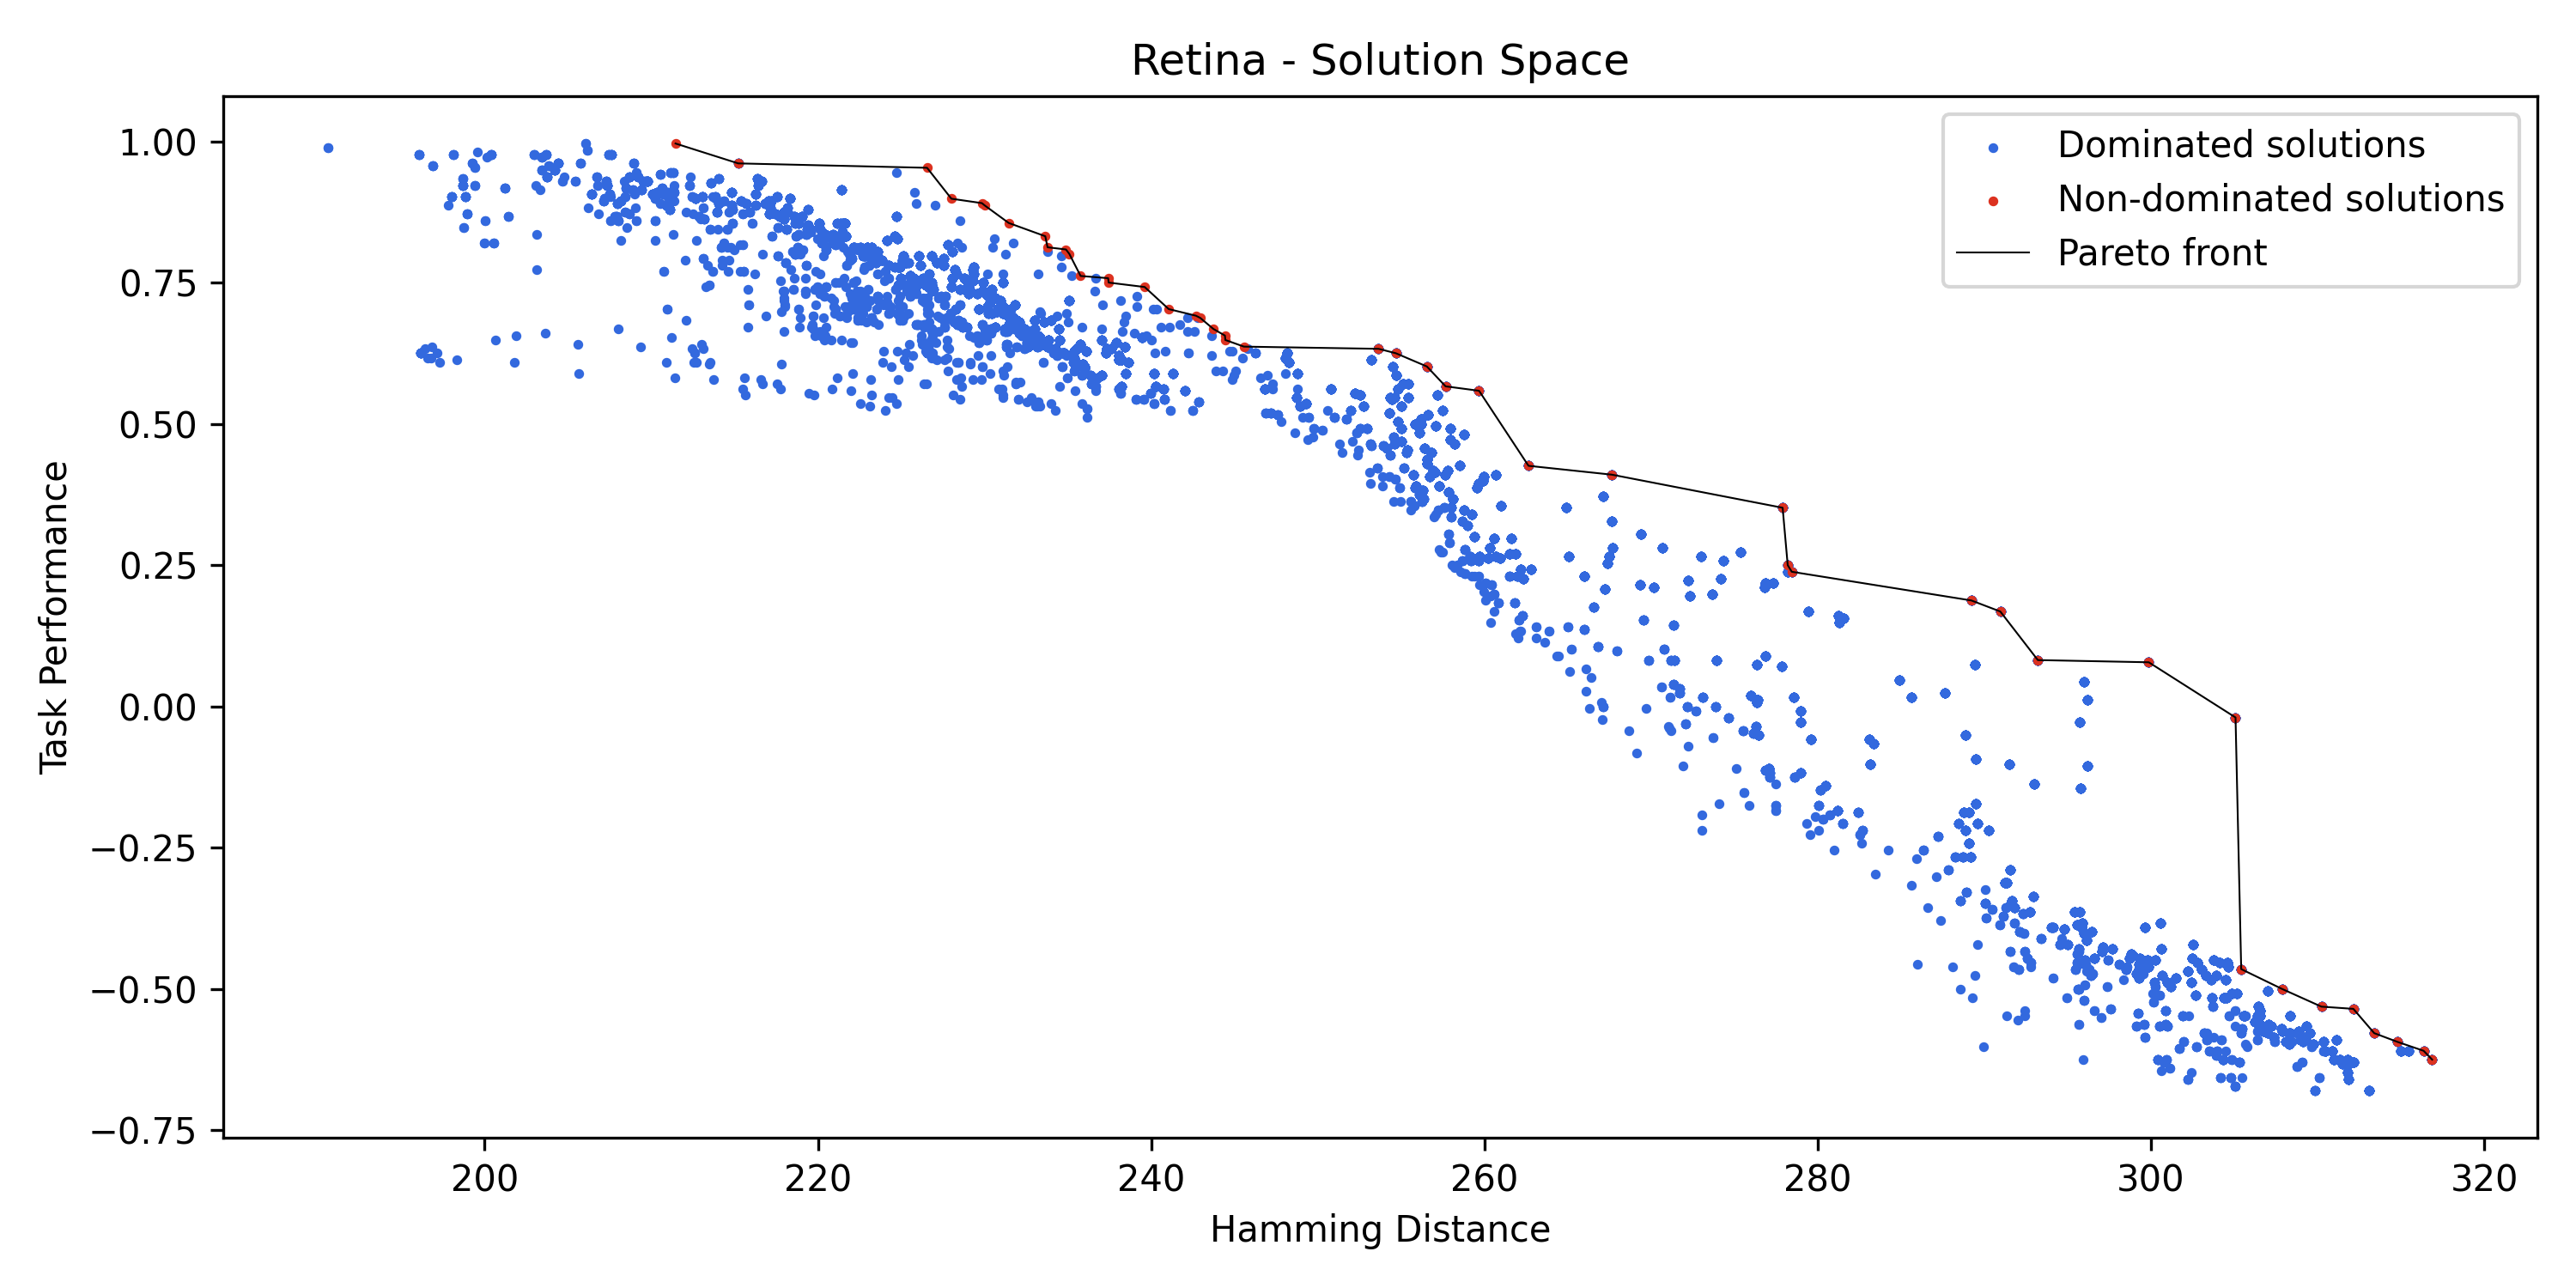 Retina - Solution Space
Dominated solutions
Non-dominated solutions
Pareto front
Task Performance
1.00
0.75
0.50
0.25
0.00
−0.25
−0.50
−0.75
200 220 240 260 280 300 320
Hamming Distance